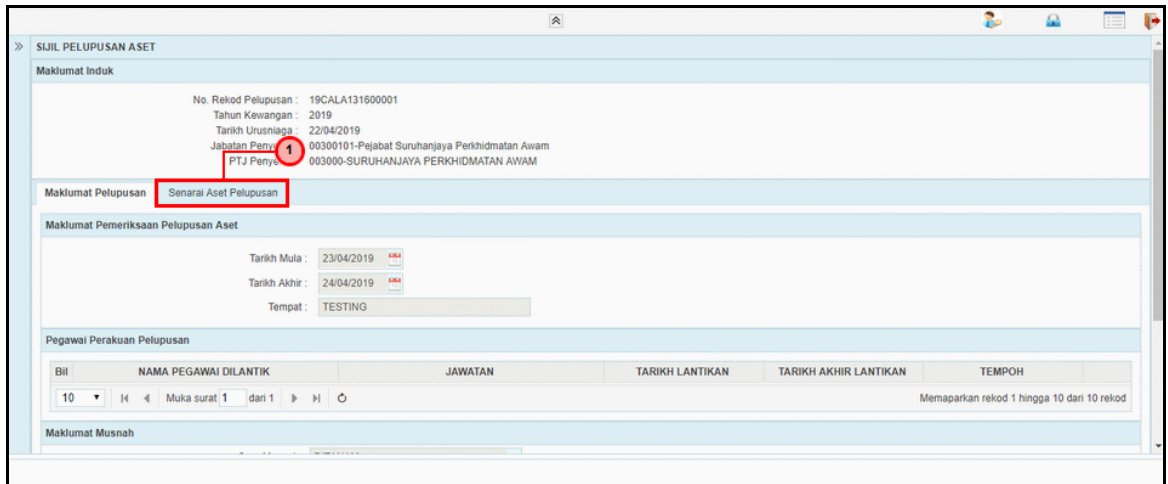 SIJIL PELUPUSAN ASET
Maklumat Induk
No. Rekod Pelupusan : 19CALA131600001
Tahun Kewangan : 2019
Tarikh Urusniaga : 22/04/2019
Jabatan 00300101-Pejabat Suruhanjaya Perkhidmatan Awam
1
PTJ 003000-SURUHANJAYA PERKHIDMATAN AWAM
Maklumat Pelupusan Senarai Aset Pelupusan
Maklumat Pemeriksaan Pelupusan Aset
Tarikh Mula : 23/04/2019
Tarikh Akhir : 24/04/2019
Tempat : TESTING
Pegawai Perakuan Pelupusan
Bil NAMA PEGAWAI DILANTIK JAWATAN TARIKH LANTIKAN TARIKH AKHIR LANTIKAN TEMPOH
10 Muka surat 1 dari 1 Memaparkan rekod 1 hingga 10 dari 10 rekod
Maklumat Musnah